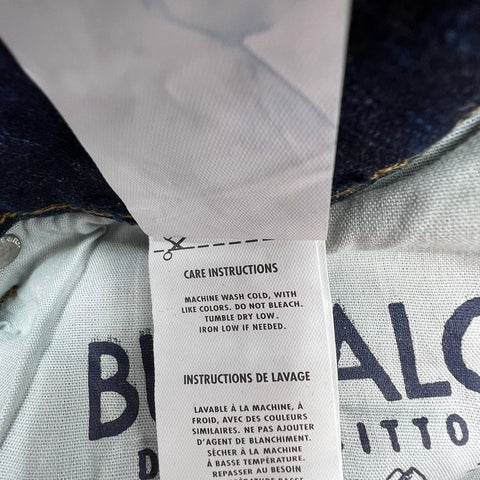 CARE INSTRUCTIONS
MACHINE WASH COLD, WITH
LIKE COLORS. DO NOT BLEACH.
TUMBLE DRY LOW.
IRON LOW IF NEEDED.
INSTRUCTIONS DE LAVAGE
LAVABLE À LA MACHINE, À
FROID, AVEC DES COULEURS
SIMILAIRES. NE PAS AJOUTER
D'AGENT DE BLANCHIMENT.
SÉCHER À LA MACHINE
À BASSE TEMPÉRATURE.
REPASSER AU BESOIN
BU ALO
D ITTO